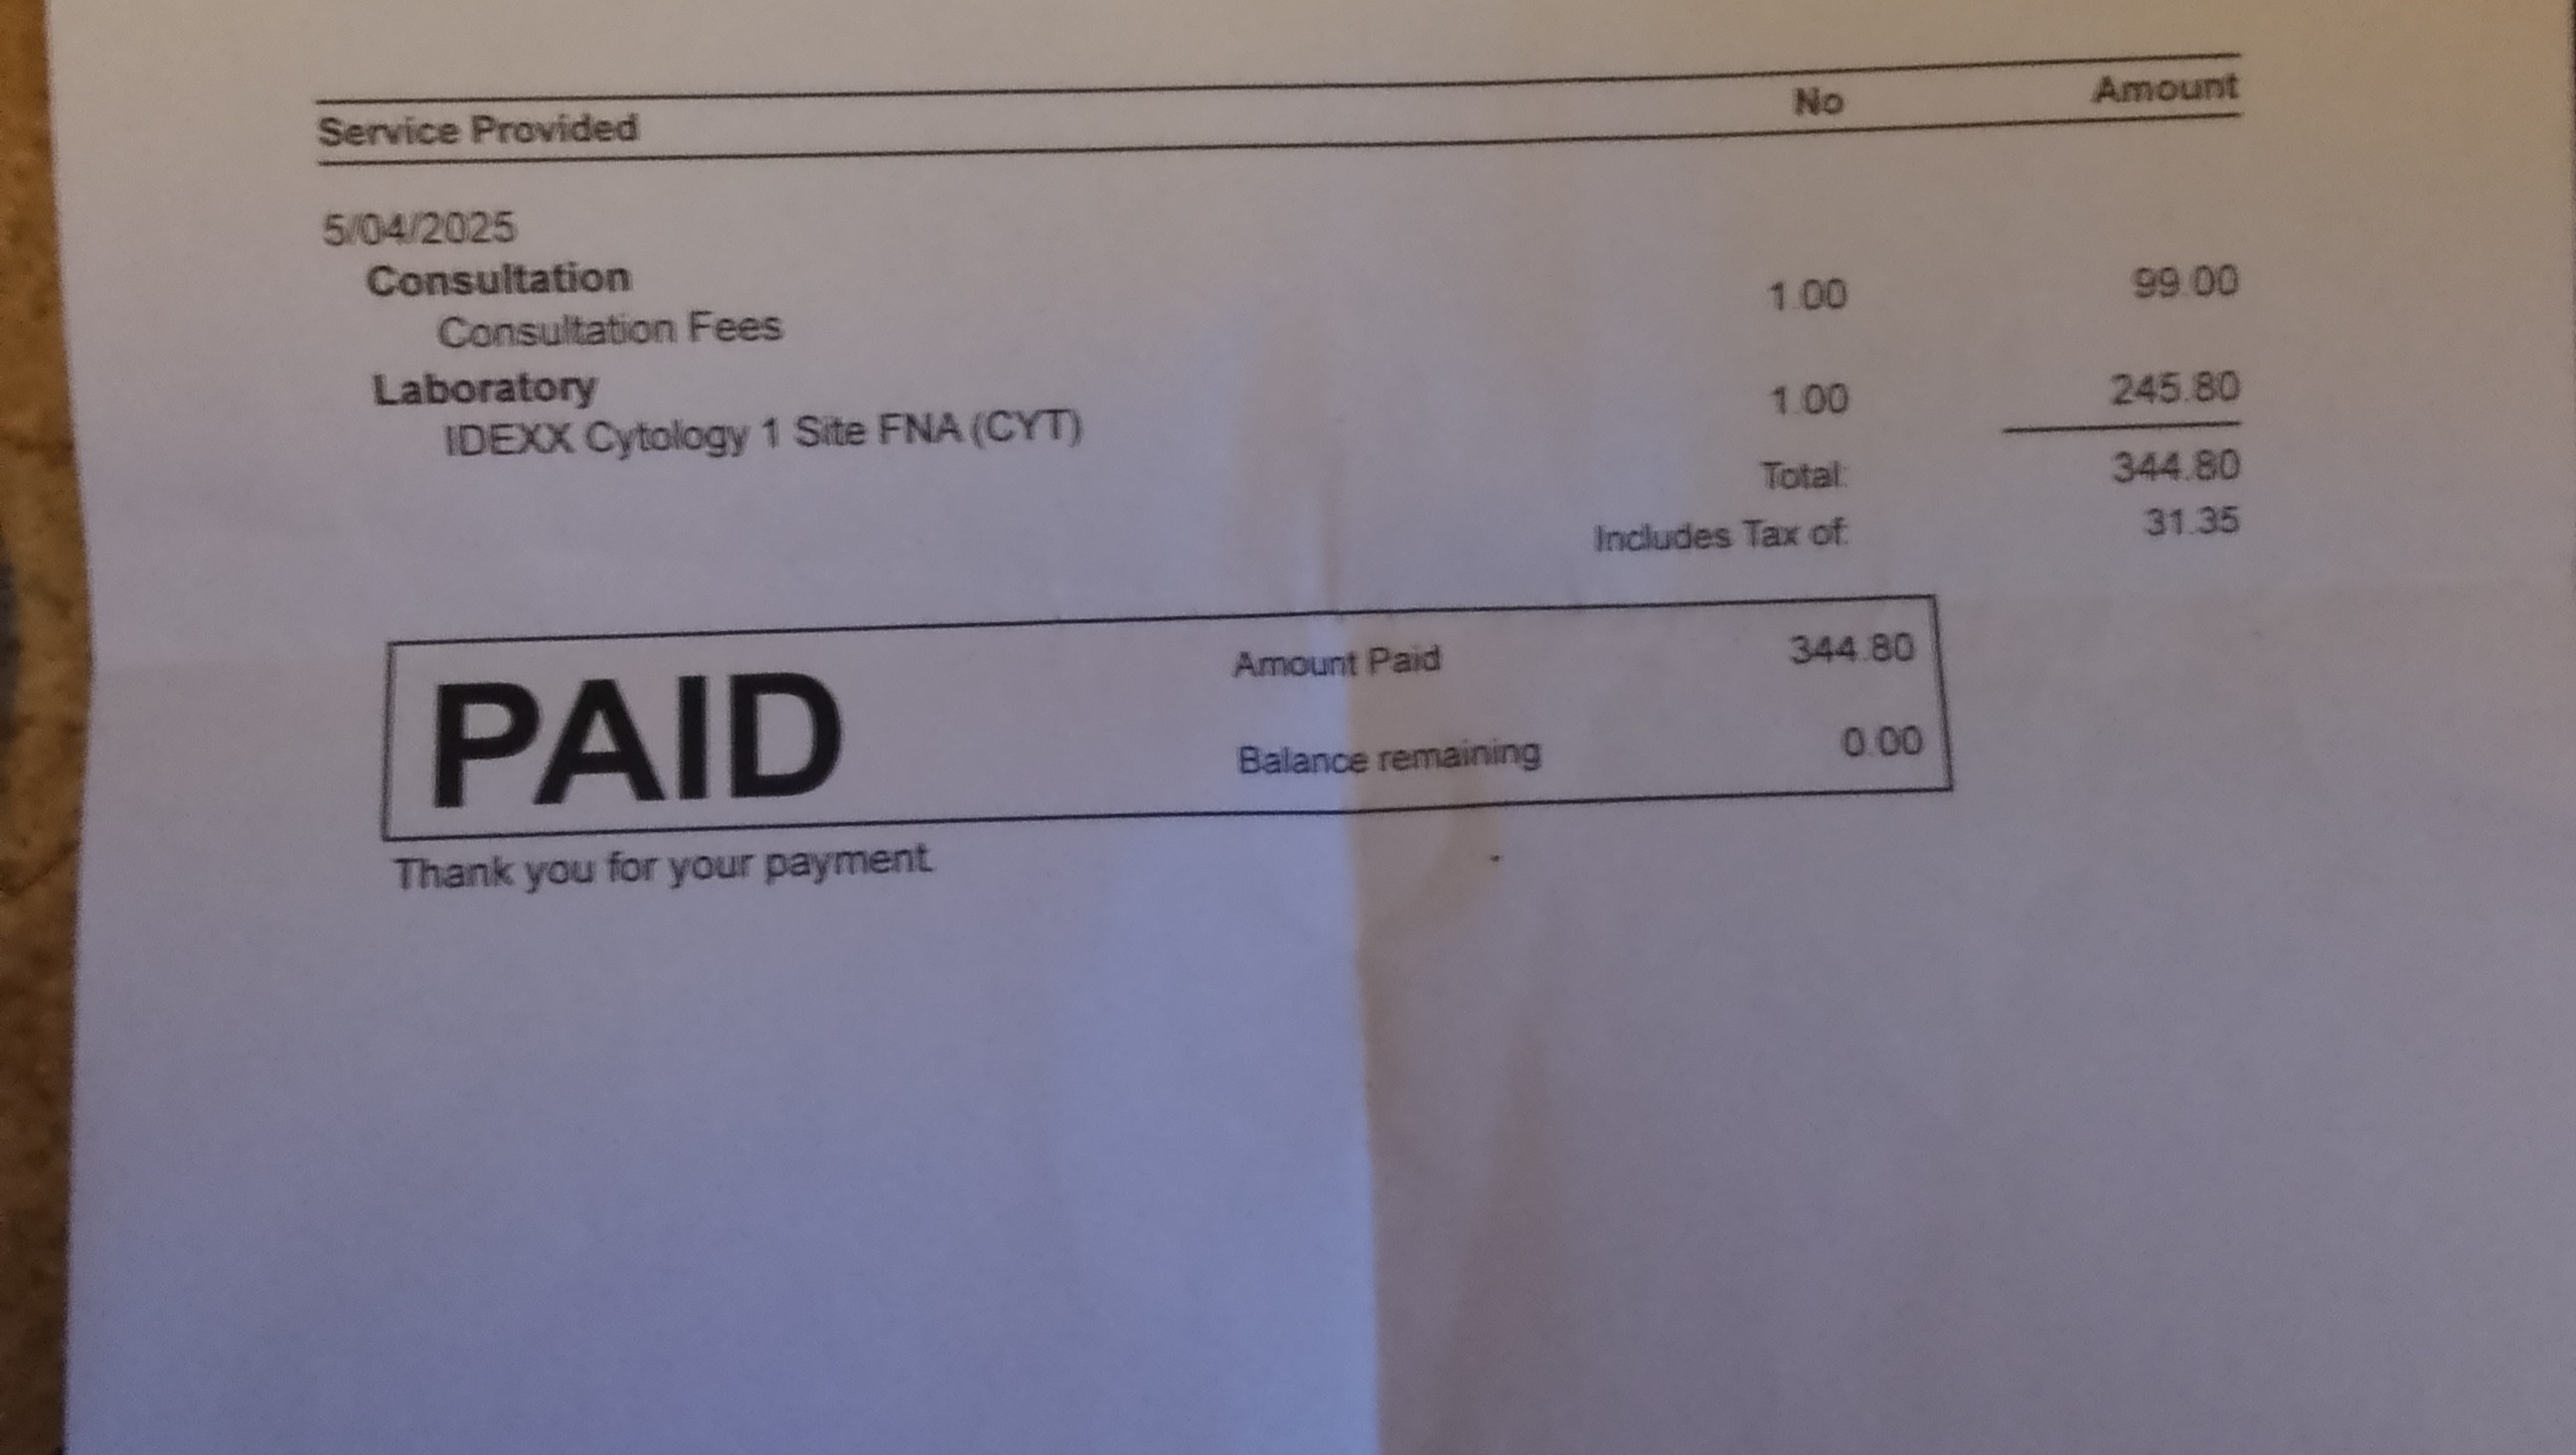 Service Provided No Amount
5/04/2025
Consultation
Consultation Fees 1.00 99.00
Laboratory
IDEXX Cytology 1 Site FNA (CYT) 1.00 245.80
Total: 344.80
Includes Tax of: 31.35
PAID
Amount Paid 344.80
Balance remaining 0.00
Thank you for your payment